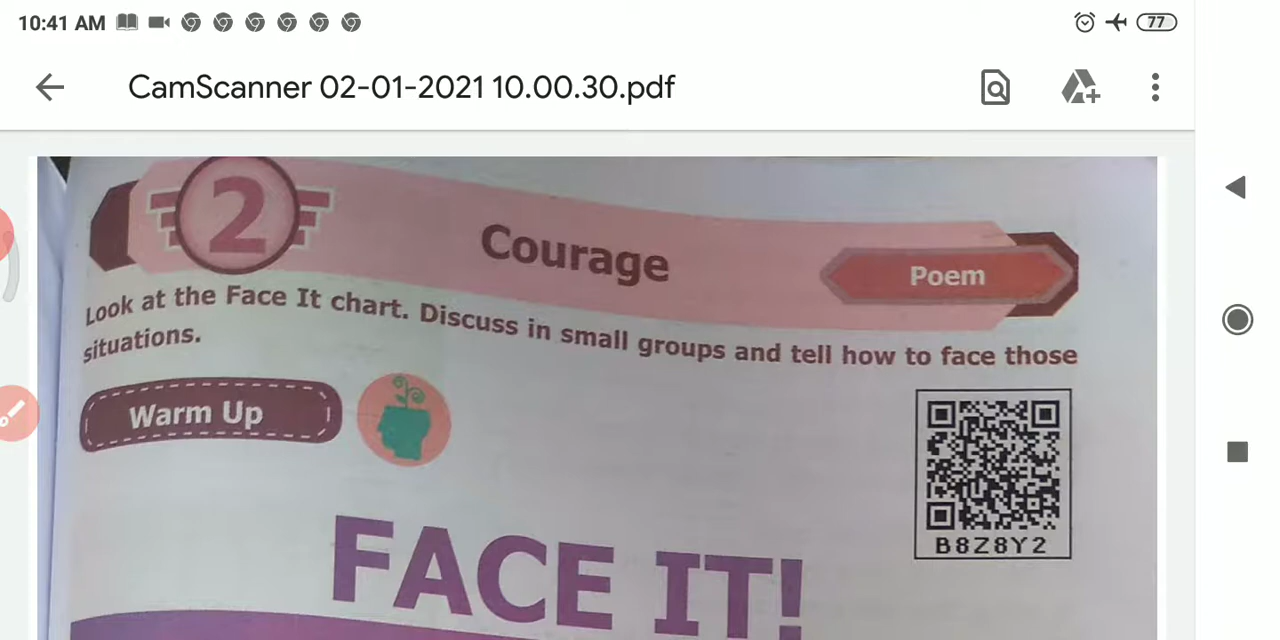 10:41 AM
77
CamScanner 02-01-2021 10.00.30.pdf
2
Courage
Poem
Look at the Face It chart. Discuss in small groups and tell how to face those
situations.
Warm Up
B8Z8Y2
FACE IT!